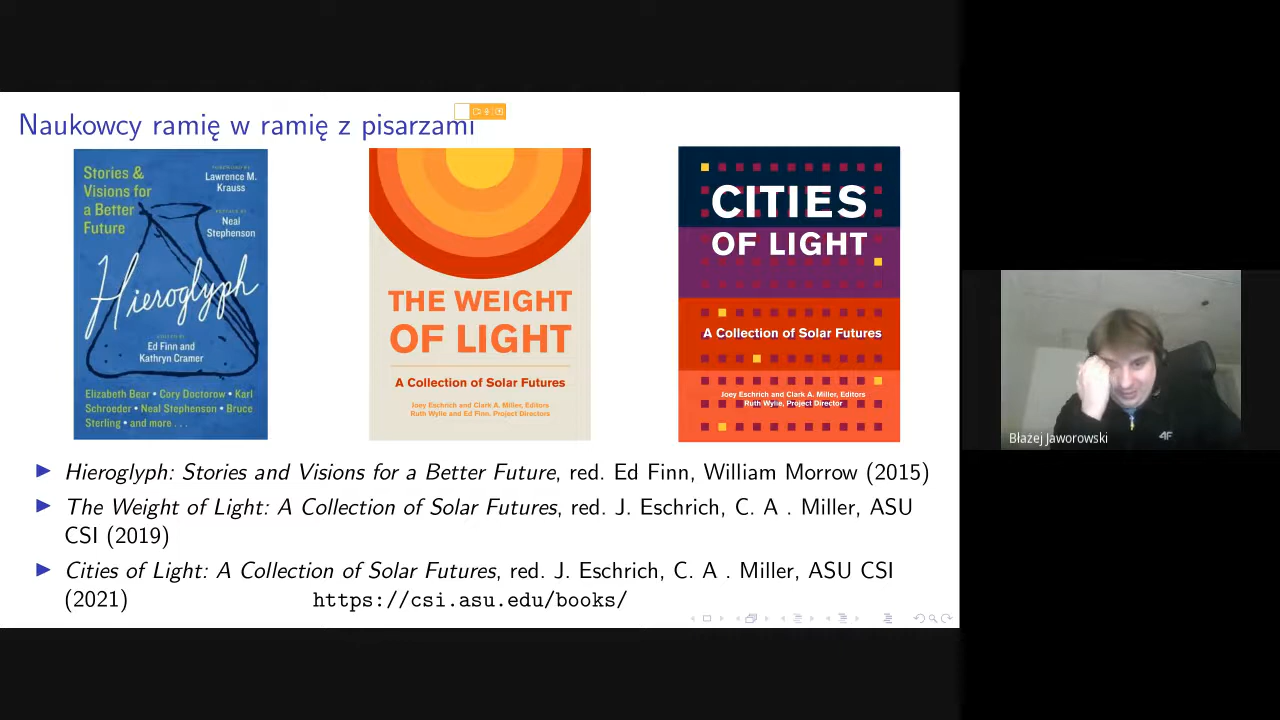 Naukowcy ramię w ramię z pisarzami
Stories &
Visions for
a Better
Future
FOREWORD BY
Lawrence M.
Krauss
PREFACE BY
Neal
Stephenson
Hieroglyph
EDITED BY
Ed Finn and
Kathryn Cramer
Elizabeth Bear • Cory Doctorow • Karl
Schroeder • Neal Stephenson • Bruce
Sterling • and more . . .
THE WEIGHT
OF LIGHT
A Collection of Solar Futures
Joey Eschrich and Clark A. Miller, Editors
Ruth Wylie and Ed Finn, Project Directors
CITIES
OF LIGHT
A Collection of Solar Futures
Joey Eschrich and Clark A. Miller, Editors
Ruth Wylie, Project Director
Hieroglyph: Stories and Visions for a Better Future, red. Ed Finn, William Morrow (2015)
The Weight of Light: A Collection of Solar Futures, red. J. Eschrich, C. A . Miller, ASU
CSI (2019)
Cities of Light: A Collection of Solar Futures, red. J. Eschrich, C. A . Miller, ASU CSI
(2021) https://csi.asu.edu/books/
Błażej Jaworowski
4F